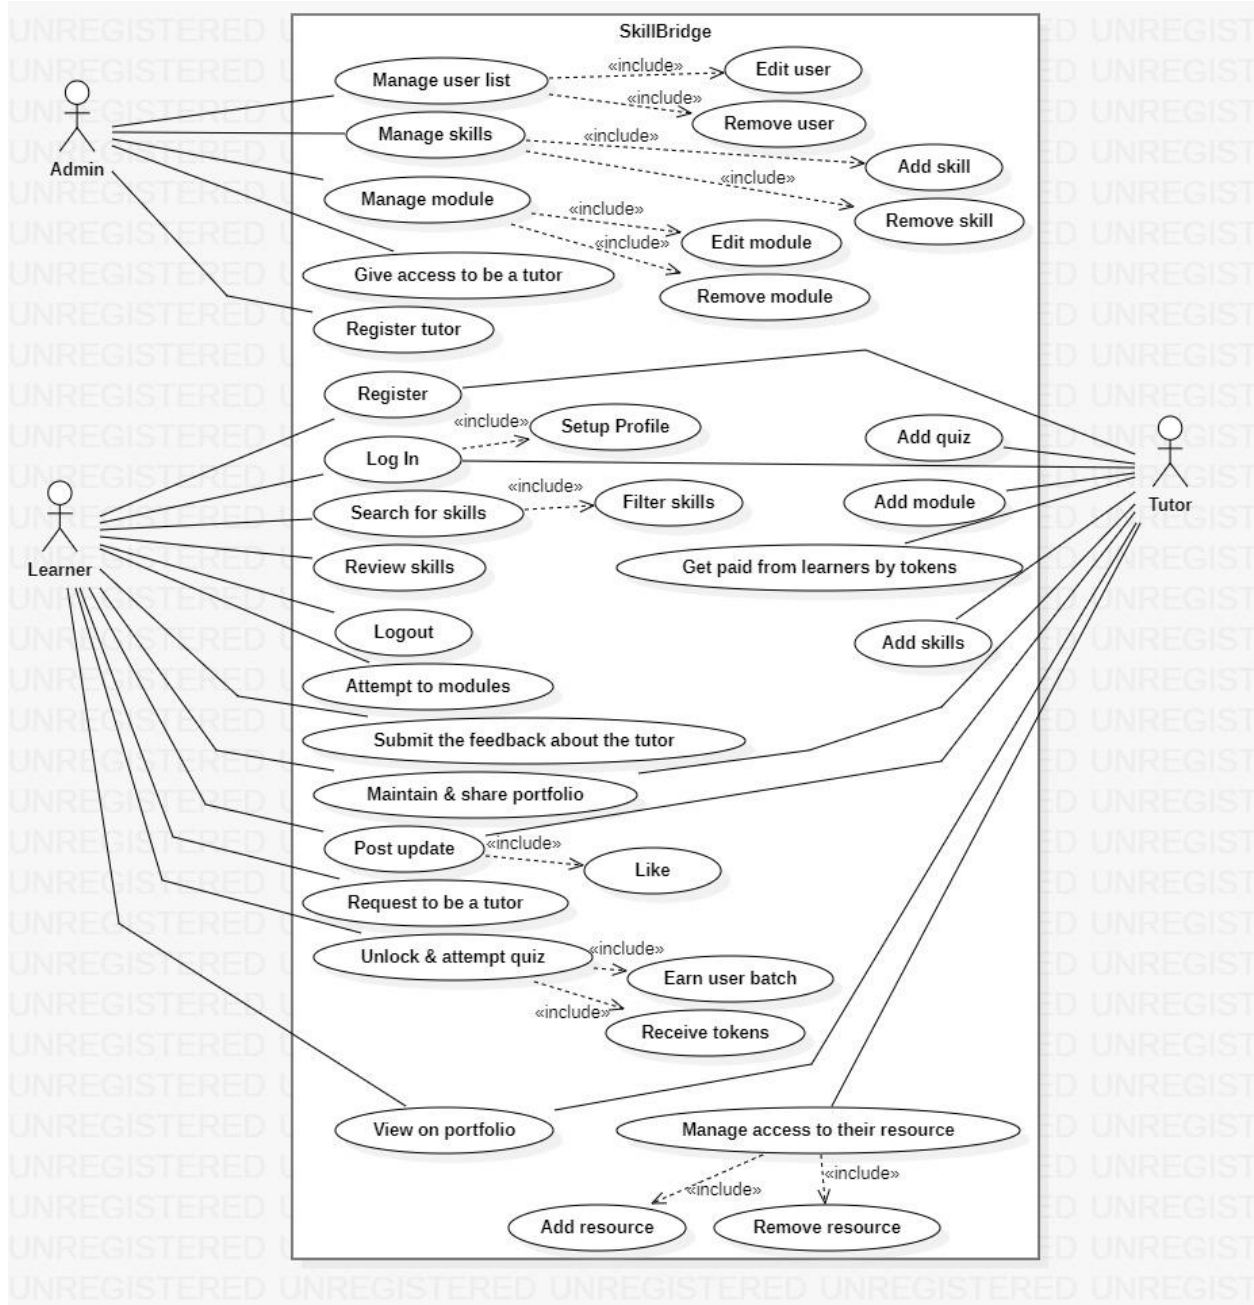 SkillBridge
Manage user list
«include»
Edit user
«include»
Remove user
Admin
Manage skills
«include»
Add skill
«include»
Remove skill
Manage module
«include»
Edit module
«include»
Remove module
Give access to be a tutor
Register tutor
Register
Log In
«include»
Setup Profile
Add quiz
Search for skills
«include»
Filter skills
Add module
Tutor
Learner
Review skills
Get paid from learners by tokens
Logout
Add skills
Attempt to modules
Submit the feedback about the tutor
Maintain & share portfolio
Post update
«include»
Like
Request to be a tutor
Unlock & attempt quiz
«include»
Earn user batch
«include»
Receive tokens
View on portfolio
Manage access to their resource
«include»
«include»
Add resource
Remove resource
UNREGISTERED UNREGISTERED UNREGISTERED UNREGISTERED UNREGIST